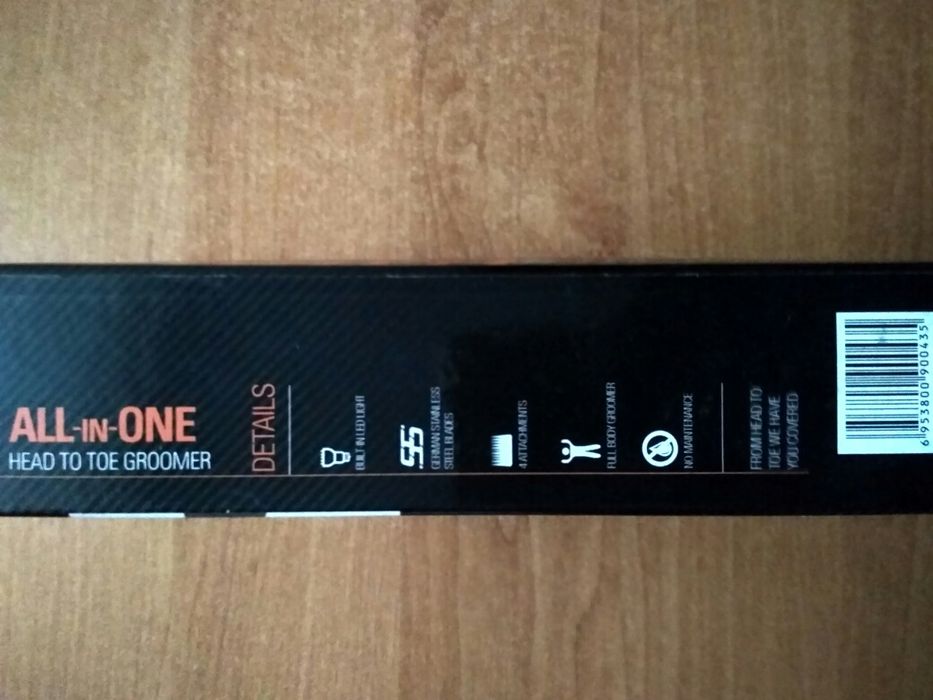 ALL-IN-ONE
HEAD TO TOE GROOMER
DETAILS
BUILT IN LED LIGHT
SS
GERMAN STAINLESS
STEEL BLADES
4 ATTACHMENTS
FULL BODY GROOMER
NO MAINTENANCE
FROM HEAD TO
TOE WE HAVE
YOU COVERED
6 953800 900435